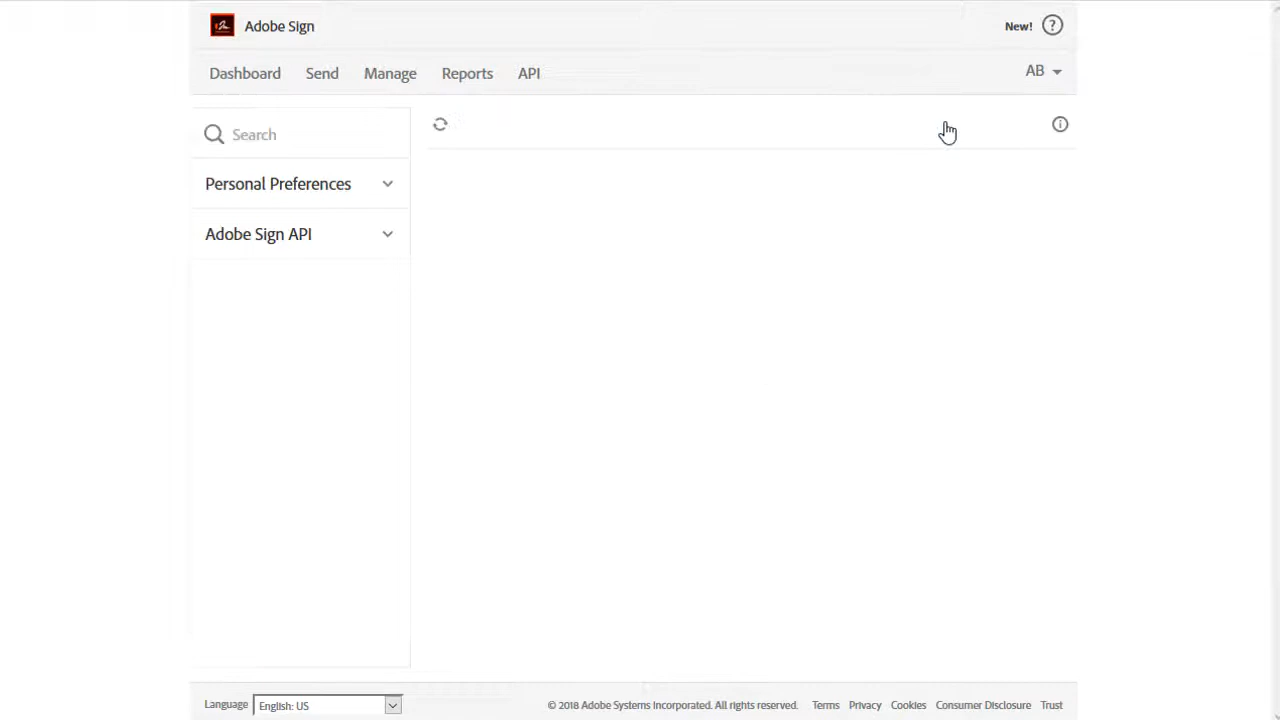 Adobe Sign
New!
Dashboard Send Manage Reports API AB
Search
Personal Preferences
Adobe Sign API
Language English: US © 2018 Adobe Systems Incorporated. All rights reserved. Terms Privacy Cookies Consumer Disclosure Trust